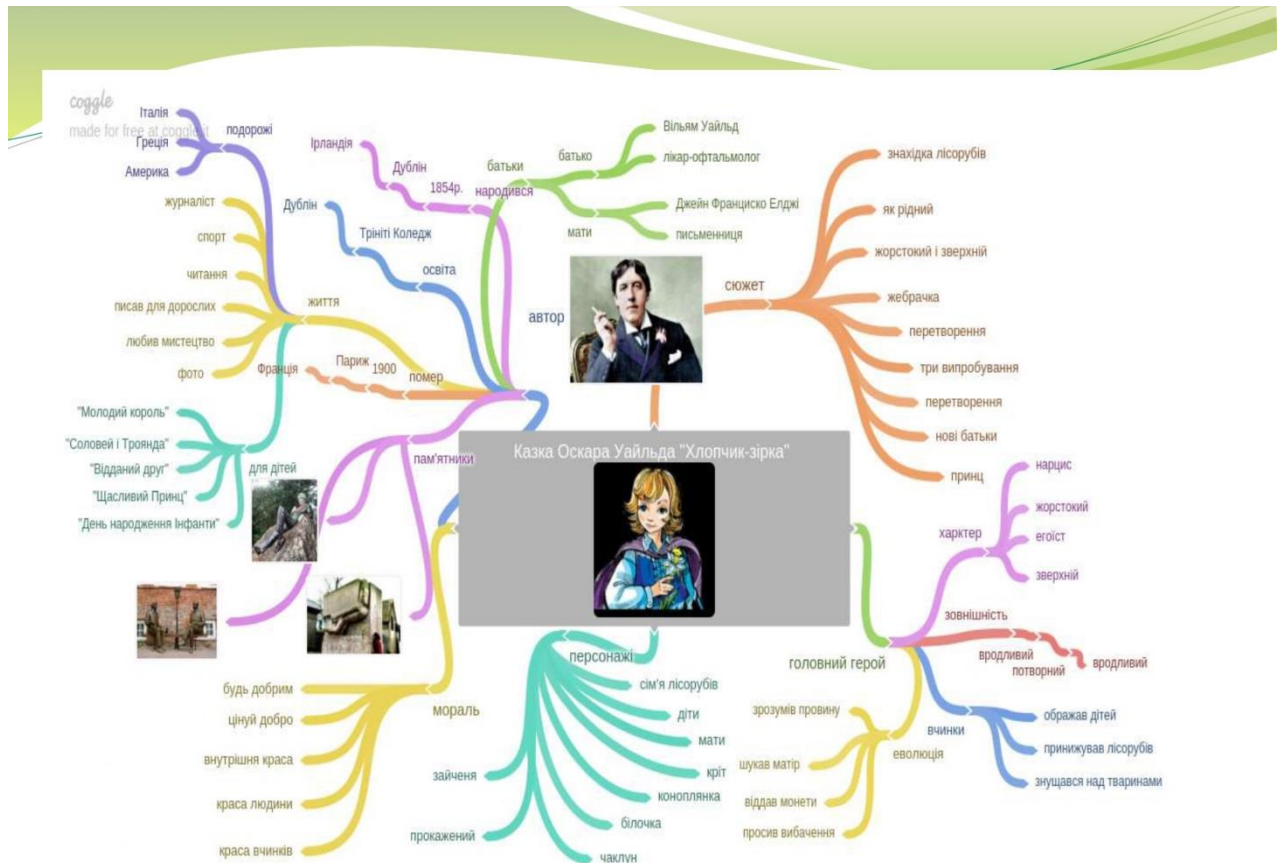 coggle
made for free at coggle.it
Італія
Греція
Америка
подорожі
журналіст
спорт
читання
писав для дорослих
любив мистецтво
фото
життя
"Молодий король"
"Соловей і Троянда"
"Відданий друг"
"Щасливий Принц"
"День народження Інфанти"
для дітей
Ірландія
Дублін
1854р.
народився
Дублін
Трініті Коледж
освіта
Франція
Париж
1900
помер
пам'ятники
батьки
батько
Вільям Уайльд
лікар-офтальмолог
мати
Джейн Франциско Елджі
письменниця
автор
сюжет
знахідка лісорубів
як рідний
жорстокий і зверхній
жебрачка
перетворення
три випробування
перетворення
нові батьки
принц
Казка Оскара Уайльда "Хлопчик-зірка"
головний герой
харктер
нарцис
жорстокий
егоїст
зверхній
зовнішність
вродливий
потворний
вродливий
вчинки
ображав дітей
принижував лісорубів
знущався над тваринами
еволюція
зрозумів провину
шукав матір
віддав монети
просив вибачення
персонажі
сім'я лісорубів
діти
мати
кріт
коноплянка
білочка
чаклун
зайченя
прокажений
мораль
будь добрим
цінуй добро
внутрішня краса
краса людини
краса вчинків